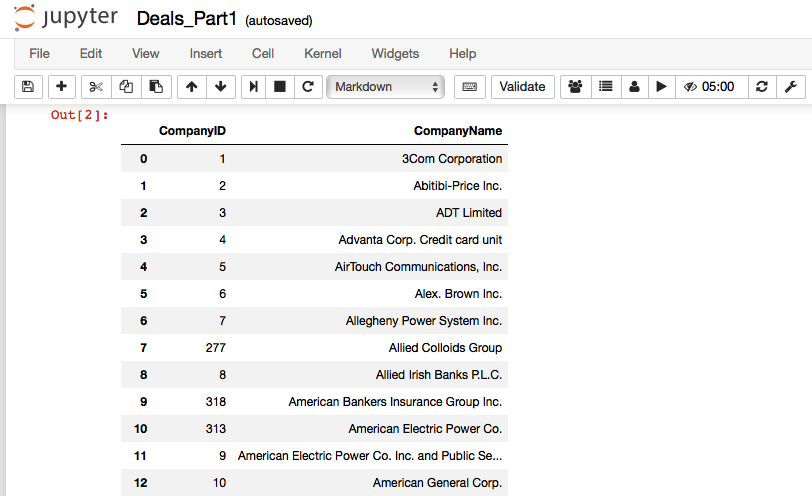 jupyter Deals_Part1 (autosaved)
File Edit View Insert Cell Kernel Widgets Help
Markdown Validate 05:00
Out[2]:
CompanyID CompanyName
0 1 3Com Corporation
1 2 Abitibi-Price Inc.
2 3 ADT Limited
3 4 Advanta Corp. Credit card unit
4 5 AirTouch Communications, Inc.
5 6 Alex. Brown Inc.
6 7 Allegheny Power System Inc.
7 277 Allied Colloids Group
8 8 Allied Irish Banks P.L.C.
9 318 American Bankers Insurance Group Inc.
10 313 American Electric Power Co.
11 9 American Electric Power Co. Inc. and Public Se...
12 10 American General Corp.